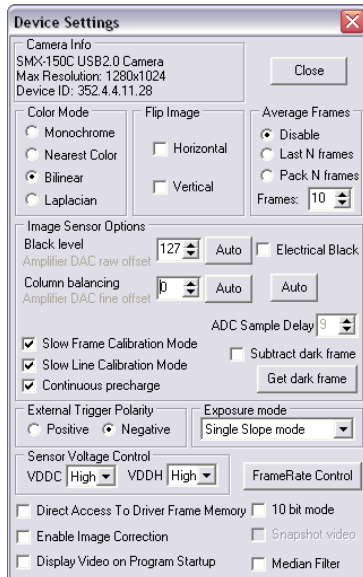 Device Settings
Camera Info
SMX-150C USB2.0 Camera
Max Resolution: 1280x1024
Device ID: 352.4.4.11.28
Close
Color Mode
Monochrome
Nearest Color
Bilinear
Laplacian
Flip Image
Horizontal
Vertical
Average Frames
Disable
Last N frames
Pack N frames
Frames: 10
Image Sensor Options
Black level 127 Auto Electrical Black
Amplifier DAC raw offset
Column balancing 0 Auto Auto
Amplifier DAC fine offset
ADC Sample Delay 9
Slow Frame Calibration Mode
Subtract dark frame
Slow Line Calibration Mode
Get dark frame
Continuous precharge
External Trigger Polarity
Positive Negative
Exposure mode
Single Slope mode
Sensor Voltage Control
VDDC High VDDH High
FrameRate Control
Direct Access To Driver Frame Memory 10 bit mode
Enable Image Correction Snapshot video
Display Video on Program Startup Median Filter